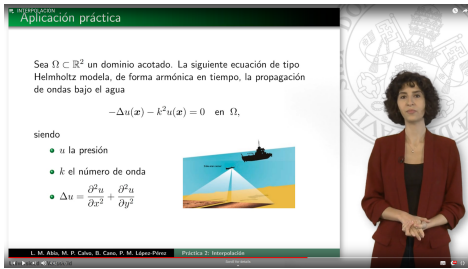 INTERPOLACION
Aplicación práctica
Sea Ω ⊂ ℝ² un dominio acotado. La siguiente ecuación de tipo
Helmholtz modela, de forma armónica en tiempo, la propagación
de ondas bajo el agua
−Δu(x) − k²u(x) = 0 en Ω,
siendo
u la presión
k el número de onda
Δu = ∂²u/∂x² + ∂²u/∂y²
L. M. Abia, M. P. Calvo, B. Cano, P. M. López-Pérez Práctica 2: Interpolación